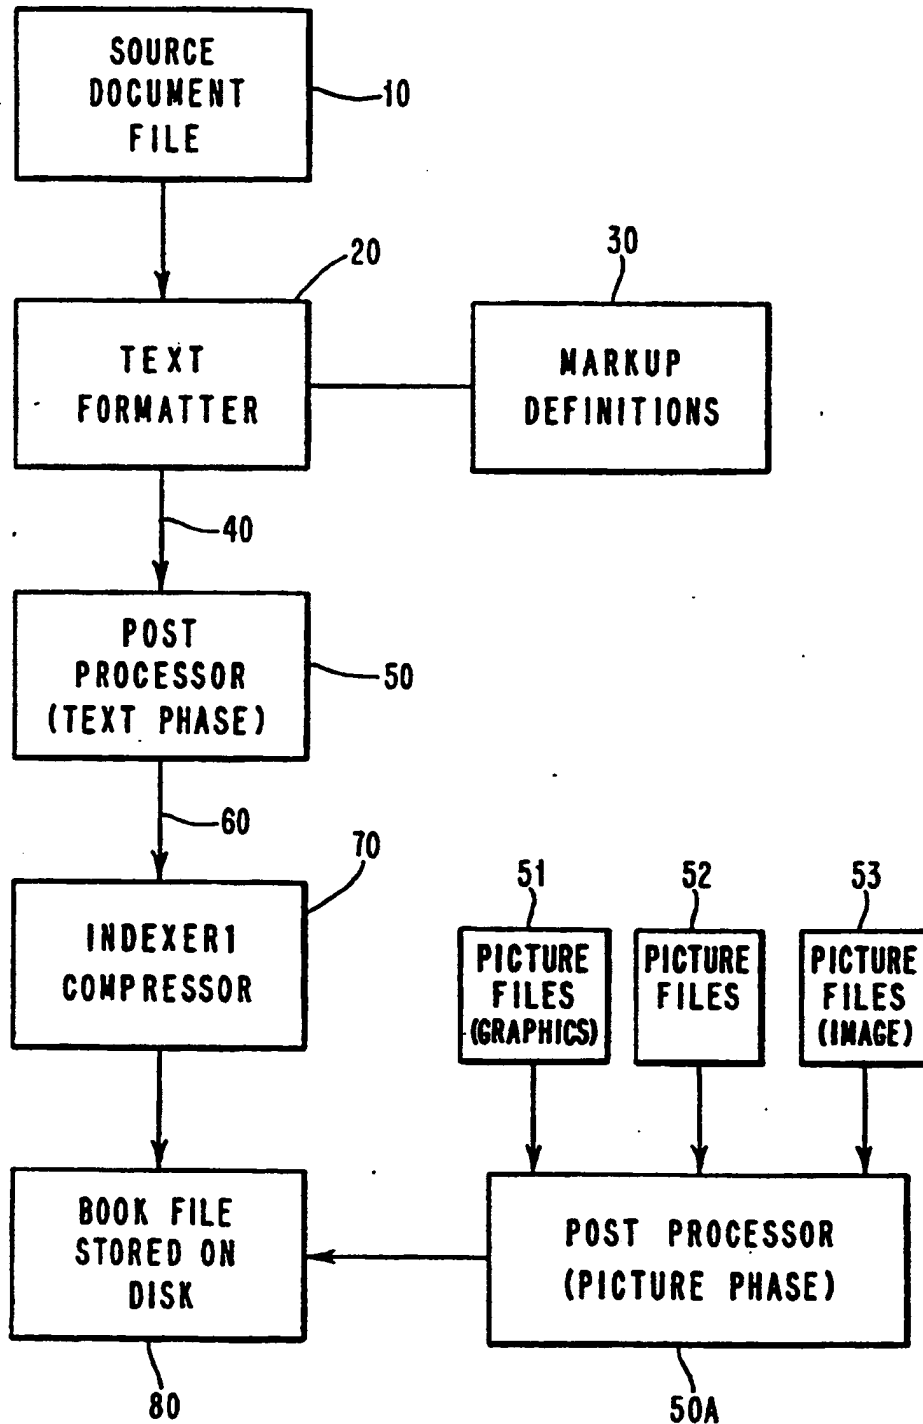 SOURCE
DOCUMENT
FILE
10
20
TEXT
FORMATTER
30
MARKUP
DEFINITIONS
40
POST
PROCESSOR
(TEXT PHASE)
50
60
70
INDEXER1
COMPRESSOR
51
PICTURE
FILES
(GRAPHICS)
52
PICTURE
FILES
53
PICTURE
FILES
(IMAGE)
BOOK FILE
STORED ON
DISK
80
POST PROCESSOR
(PICTURE PHASE)
50A